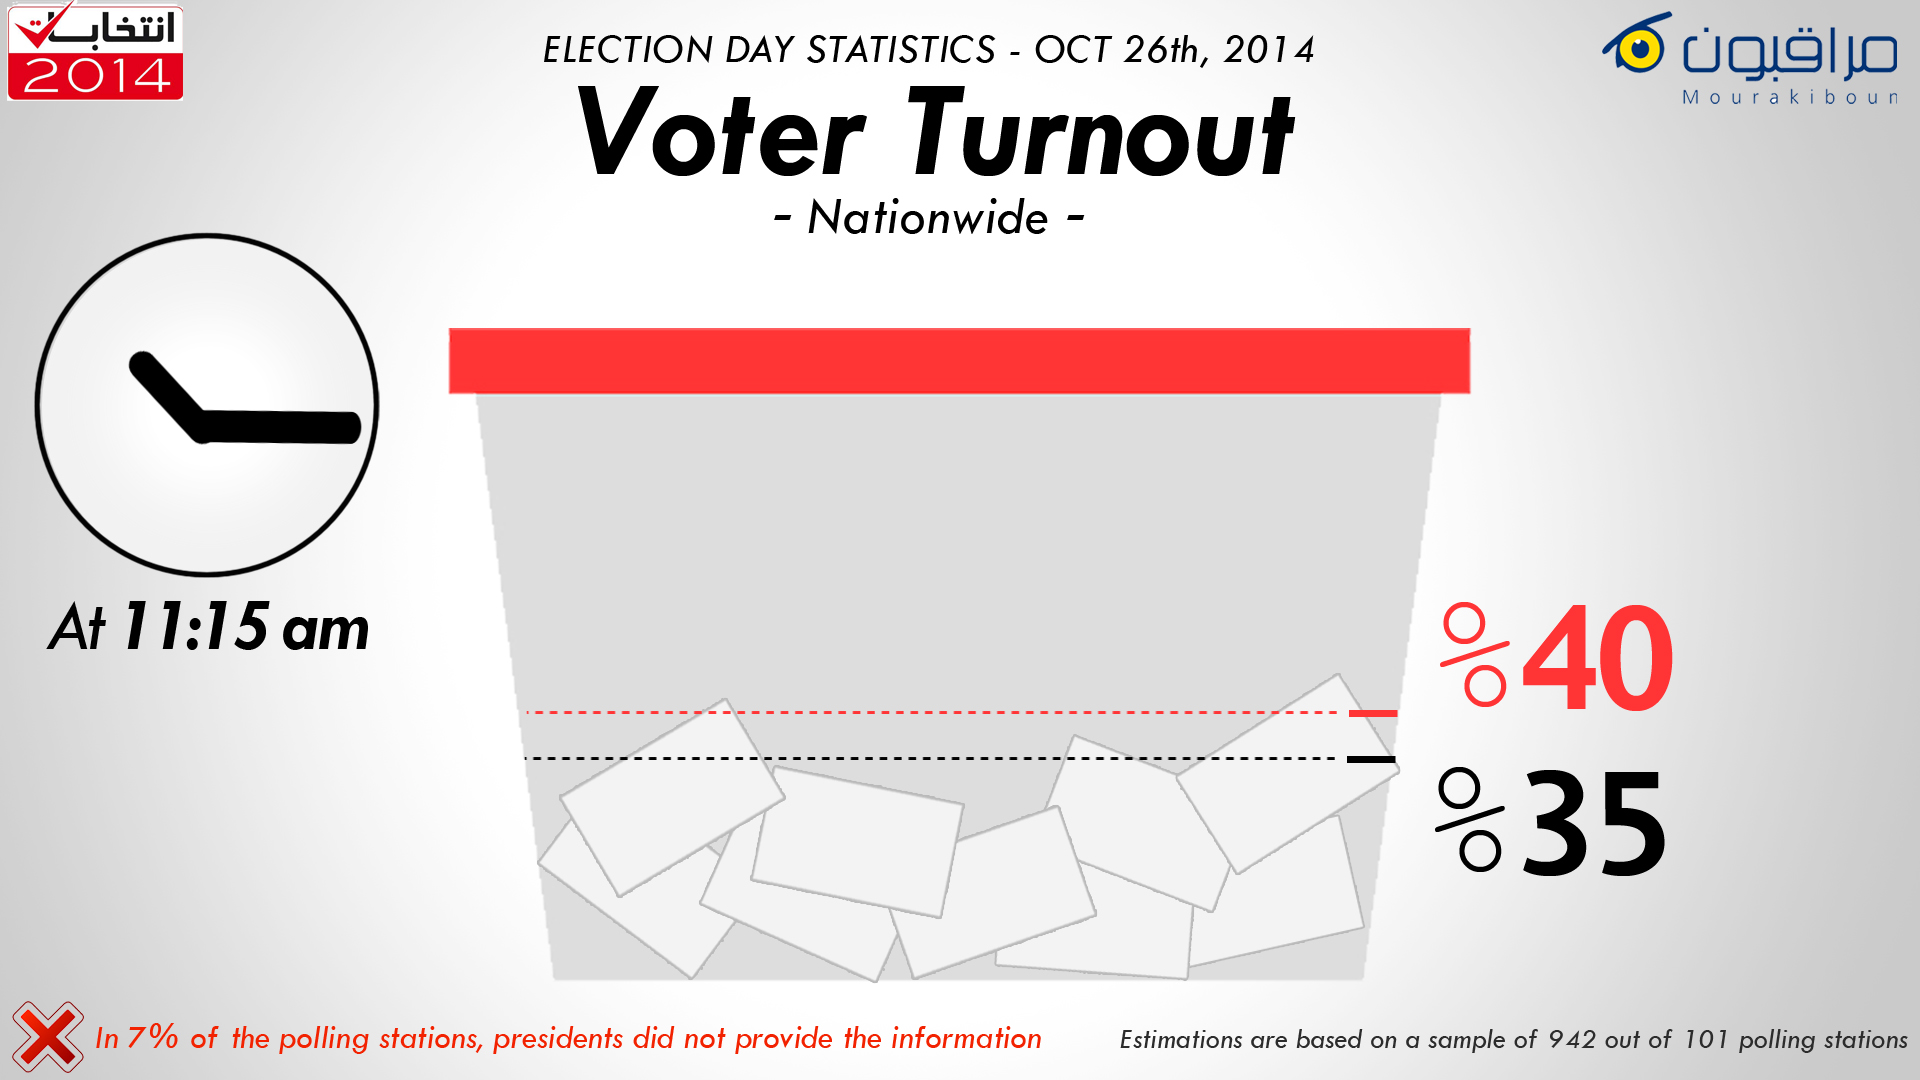 انتخابات
2014
ELECTION DAY STATISTICS - OCT 26th, 2014
Voter Turnout
- Nationwide -
مراقبون
Mourakiboun
At 11:15 am
%40
%35
In 7% of the polling stations, presidents did not provide the information
Estimations are based on a sample of 942 out of 101 polling stations